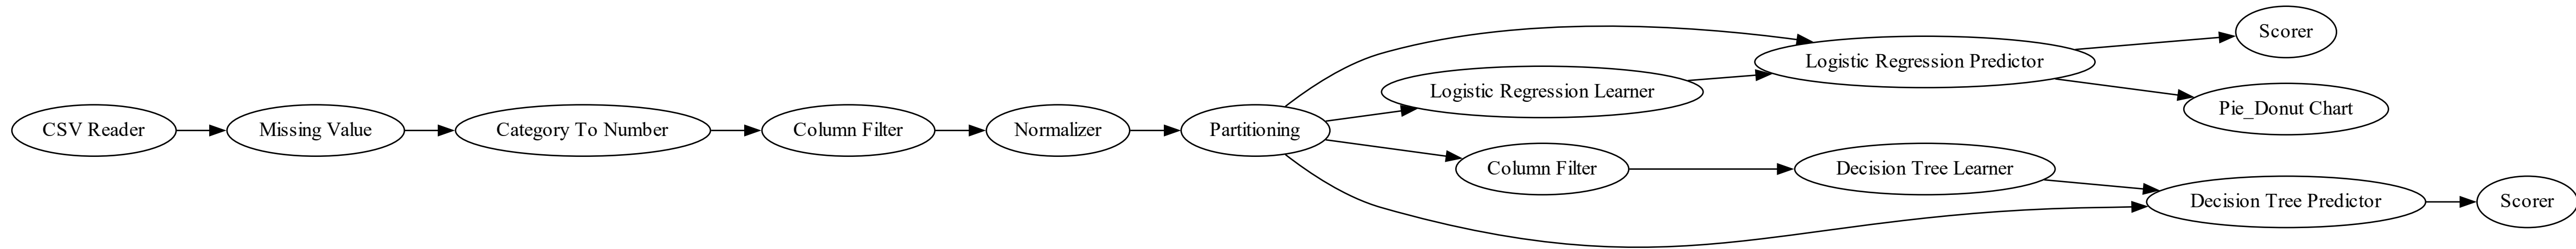 CSV Reader
Missing Value
Category To Number
Column Filter
Normalizer
Partitioning
Logistic Regression Learner
Logistic Regression Predictor
Scorer
Pie_Donut Chart
Column Filter
Decision Tree Learner
Decision Tree Predictor
Scorer